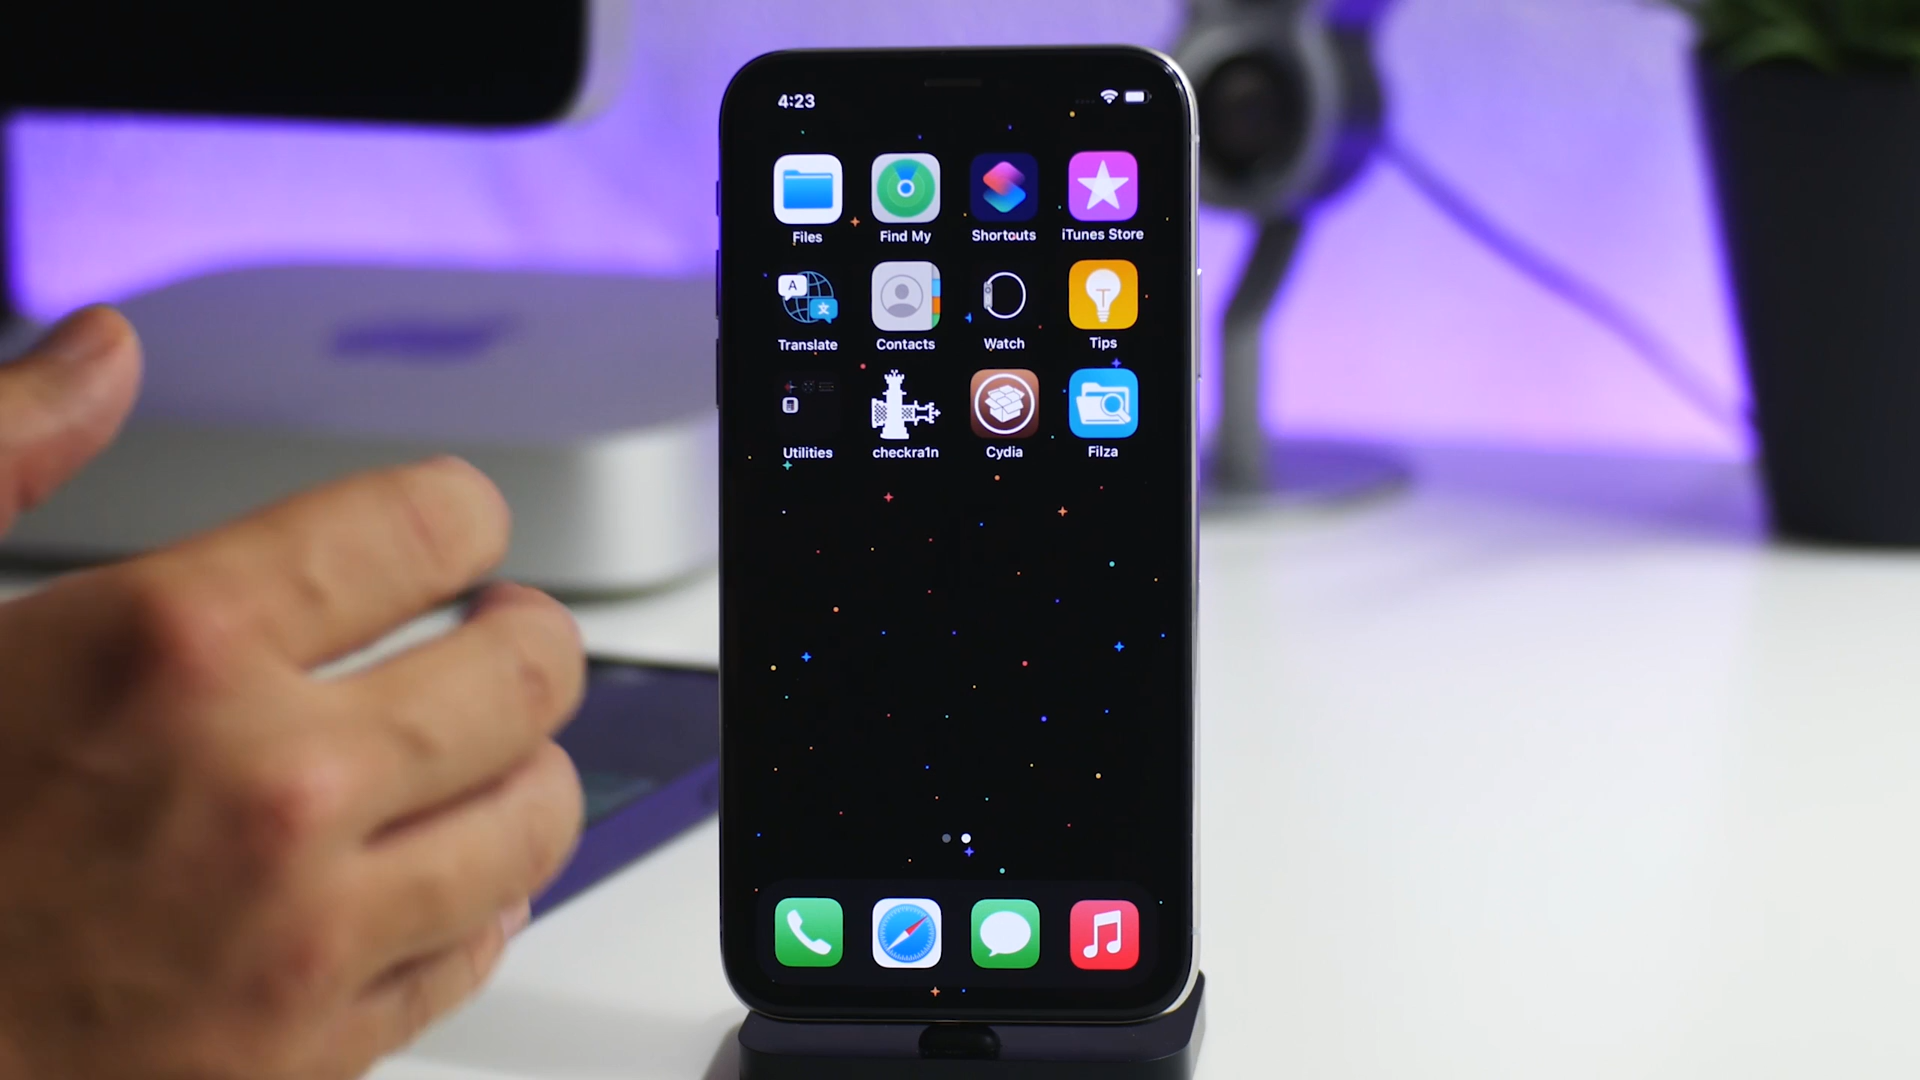 4:23
Files Find My Shortcuts iTunes Store
A
Translate Contacts Watch Tips
Utilities checkra1n Cydia Filza